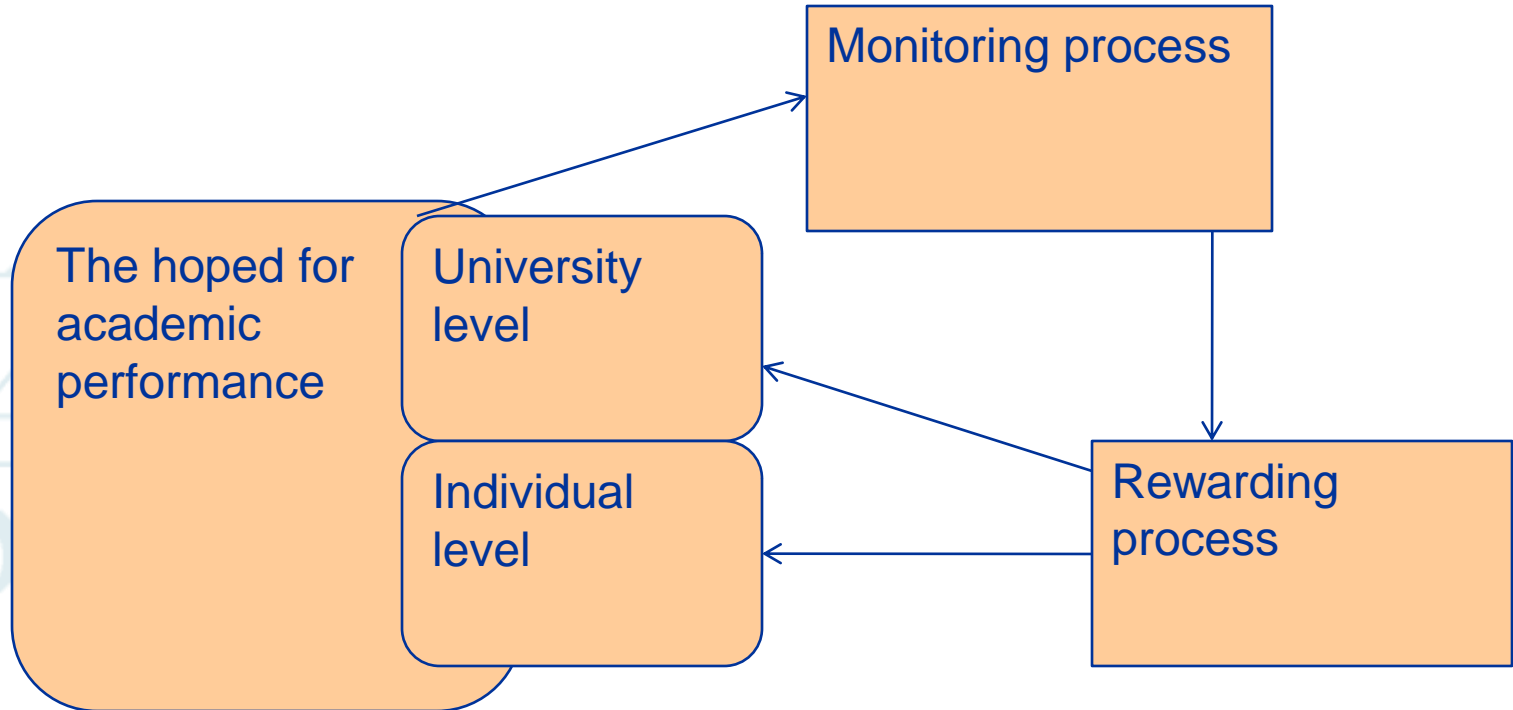 Monitoring process
The hoped for
academic
performance
University
level
Individual
level
Rewarding
process